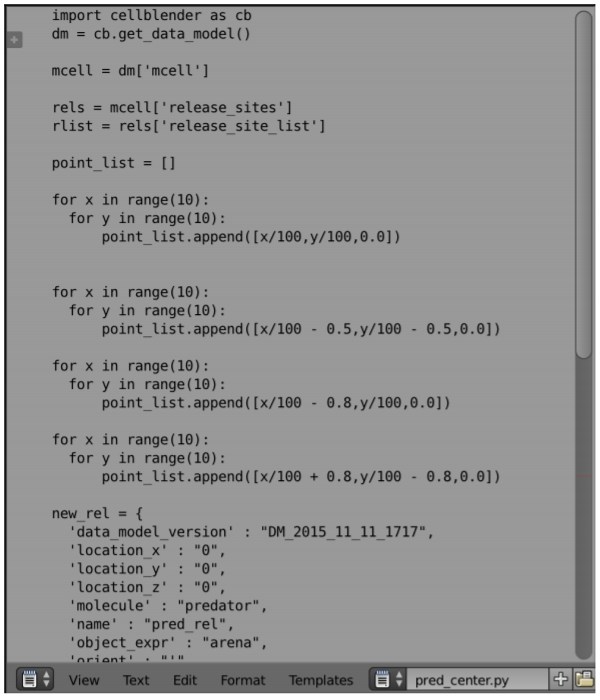 import cellblender as cb
dm = cb.get_data_model()
mcell = dm['mcell']
rels = mcell['release_sites']
rlist = rels['release_site_list']
point_list = []
for x in range(10):
  for y in range(10):
      point_list.append([x/100,y/100,0.0])
for x in range(10):
  for y in range(10):
      point_list.append([x/100 - 0.5,y/100 - 0.5,0.0])
for x in range(10):
  for y in range(10):
      point_list.append([x/100 - 0.8,y/100,0.0])
for x in range(10):
  for y in range(10):
      point_list.append([x/100 + 0.8,y/100 - 0.8,0.0])
new_rel = {
  'data_model_version' : "DM_2015_11_11_1717",
  'location_x' : "0",
  'location_y' : "0",
  'location_z' : "0",
  'molecule' : "predator",
  'name' : "pred_rel",
  'object_expr' : "arena",
  'orient' : "'"
View Text Edit Format Templates pred_center.py